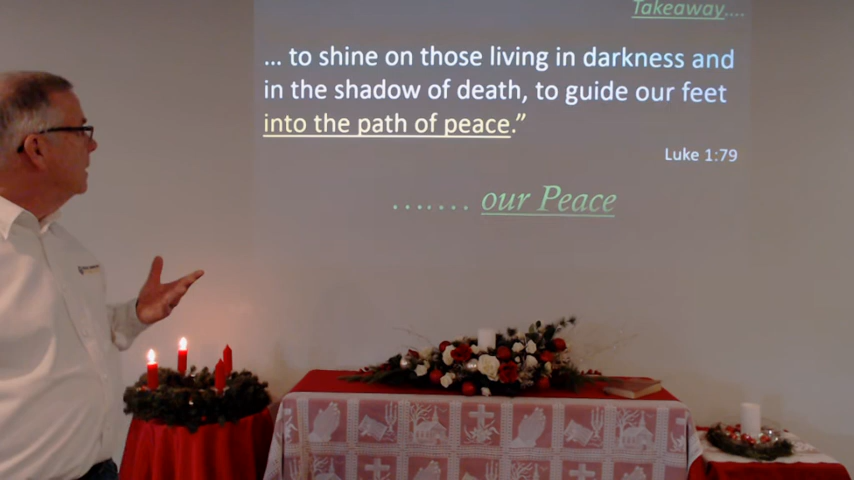 Takeaway....
... to shine on those living in darkness and
in the shadow of death, to guide our feet
into the path of peace.”
Luke 1:79
....... our Peace